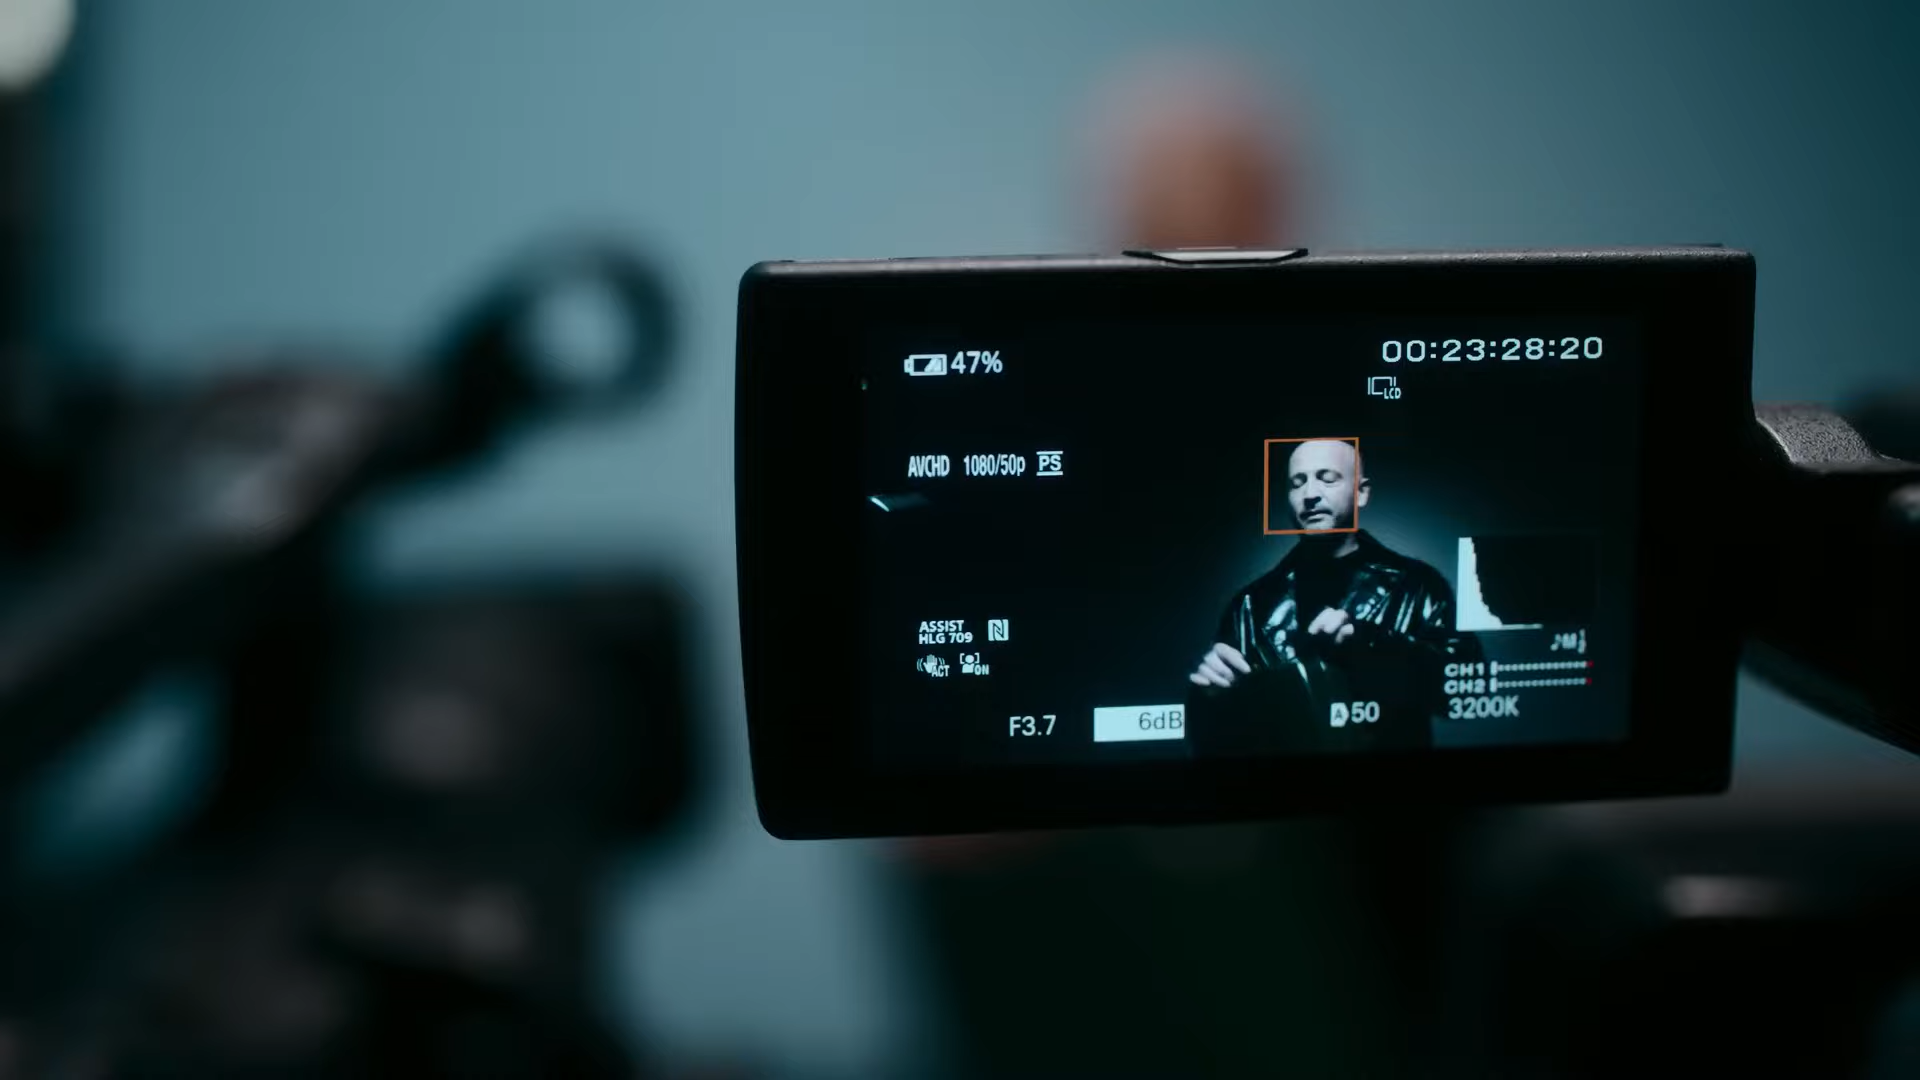 47%
00:23:28:20
LCD
AVCHD 1080/50p PS
ASSIST
HLG 709 N
ACT ON
CH1
CH2
3200K
F3.7 6dB A 50